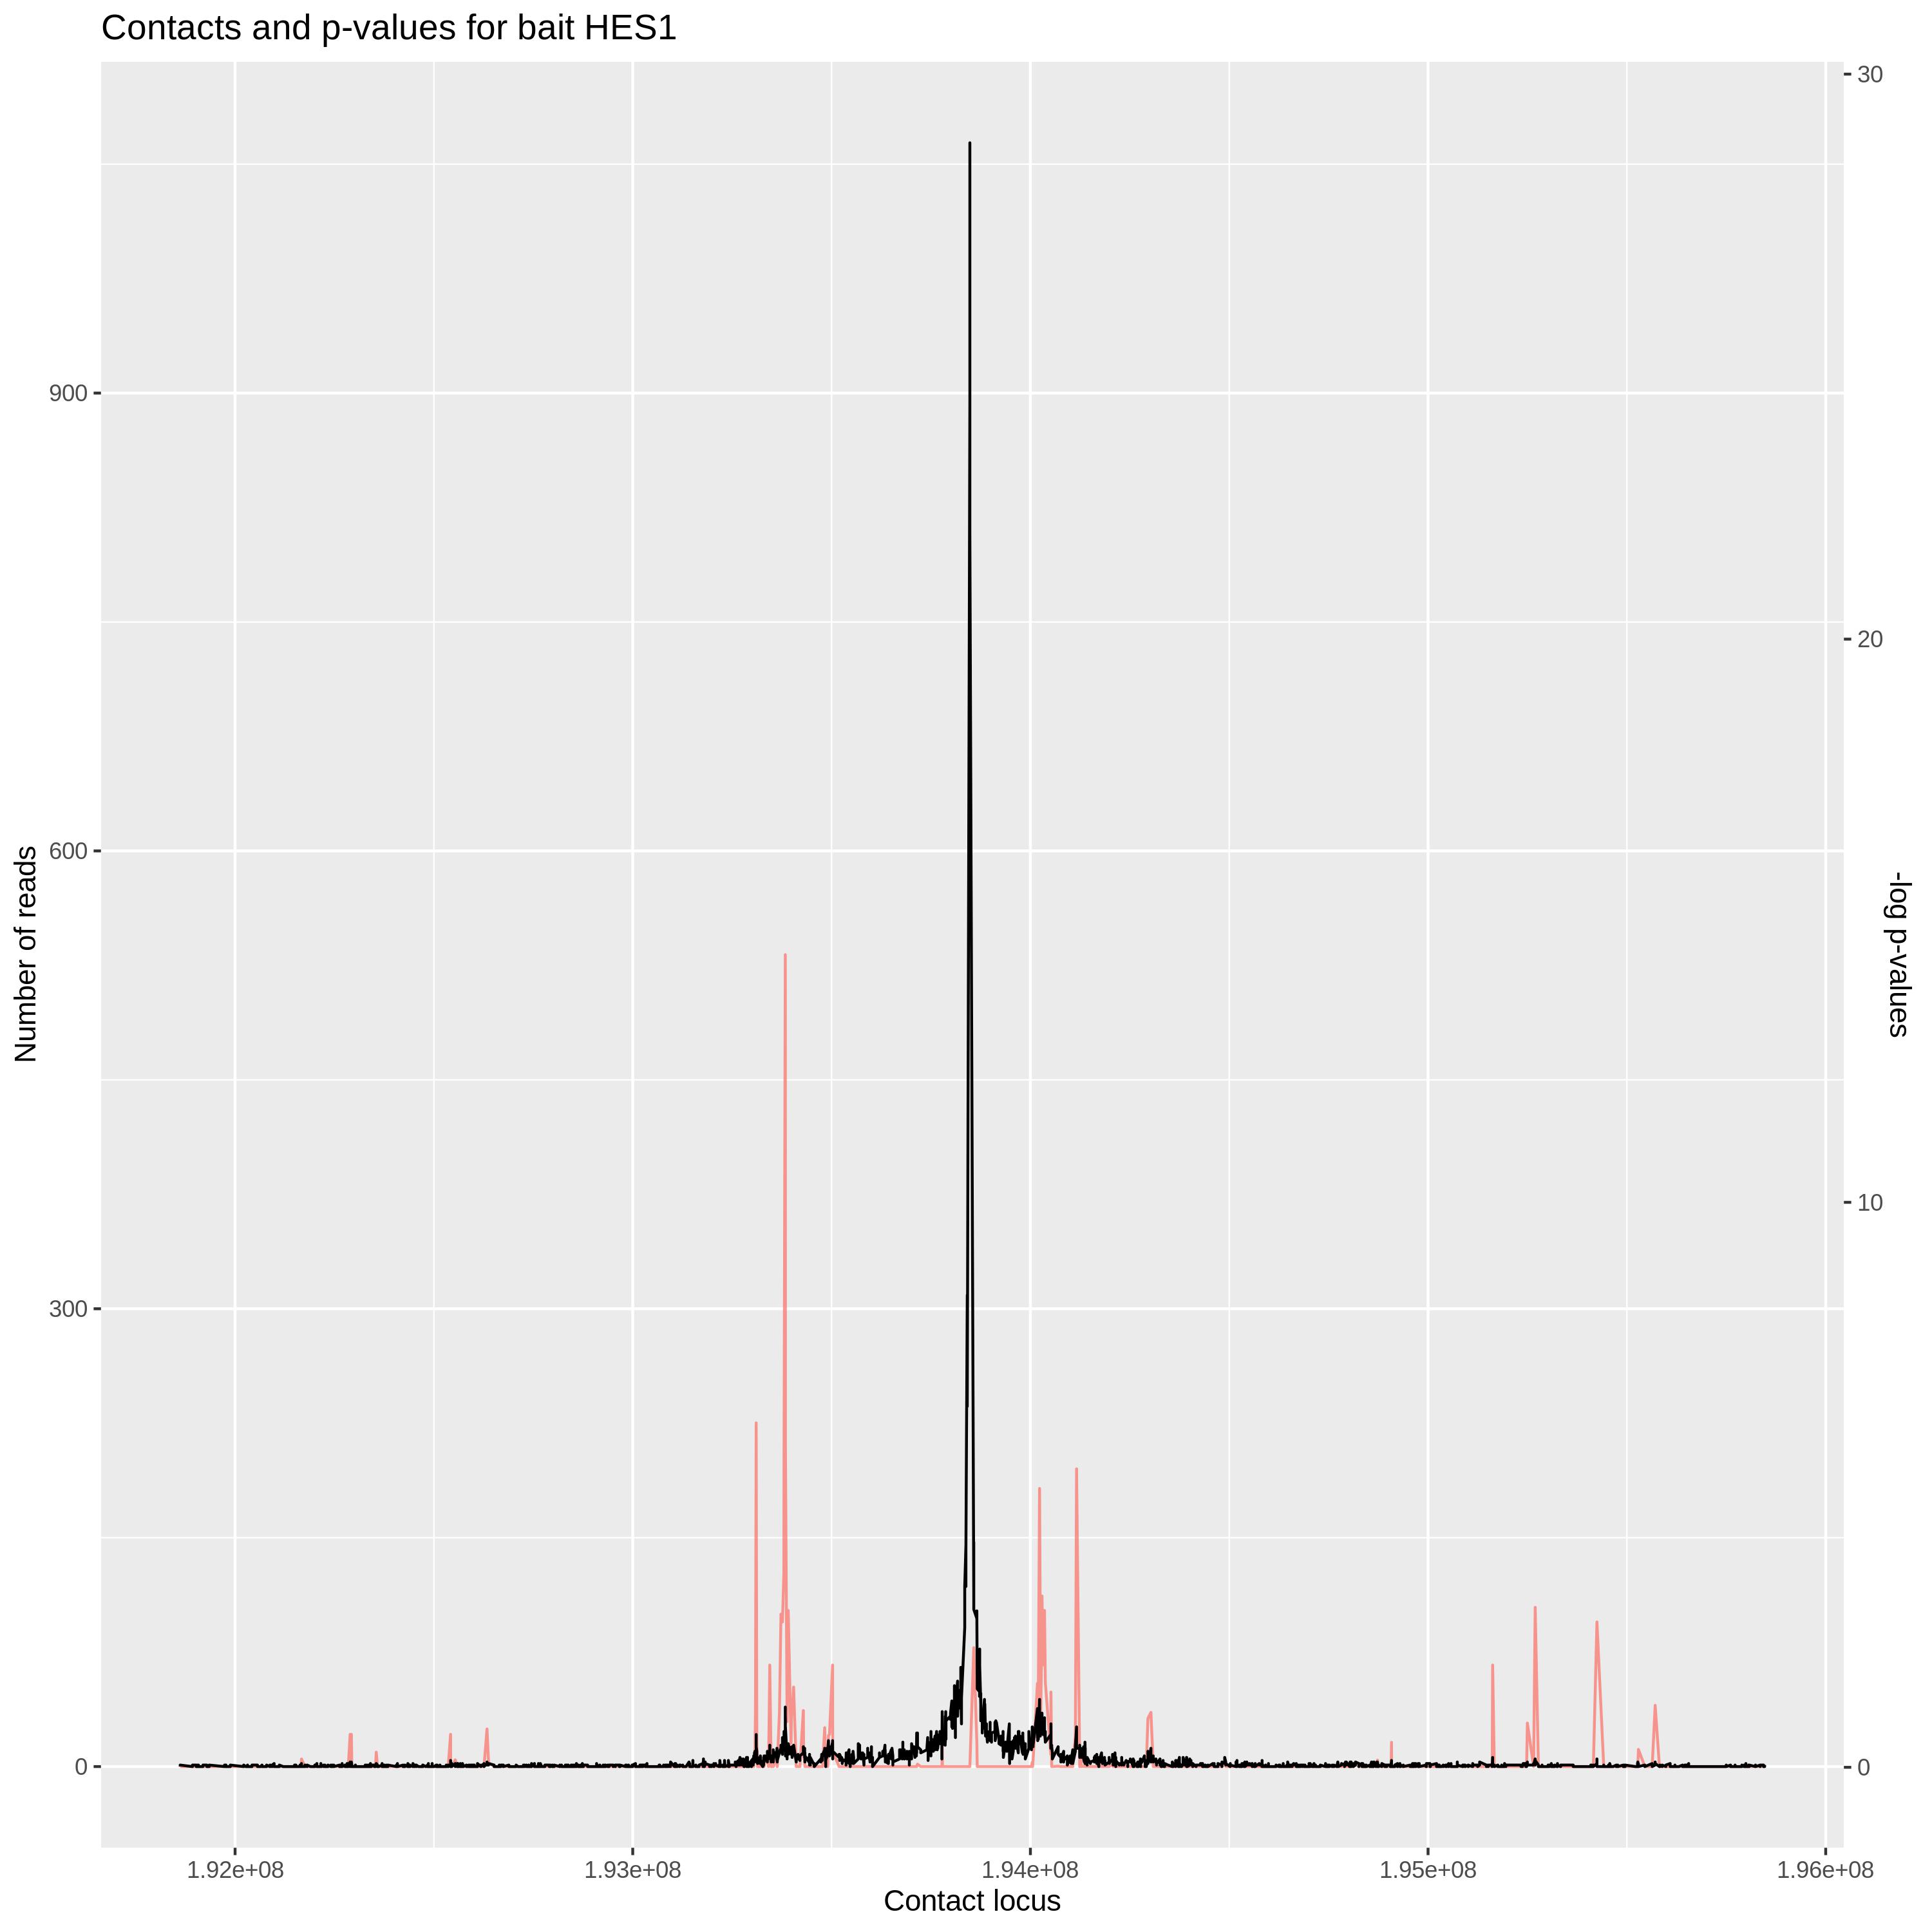 Contacts and p-values for bait HES1
30
900
20
600
Number of reads
-log p-values
10
300
0
0
1.92e+08
1.93e+08
1.94e+08
1.95e+08
1.96e+08
Contact locus